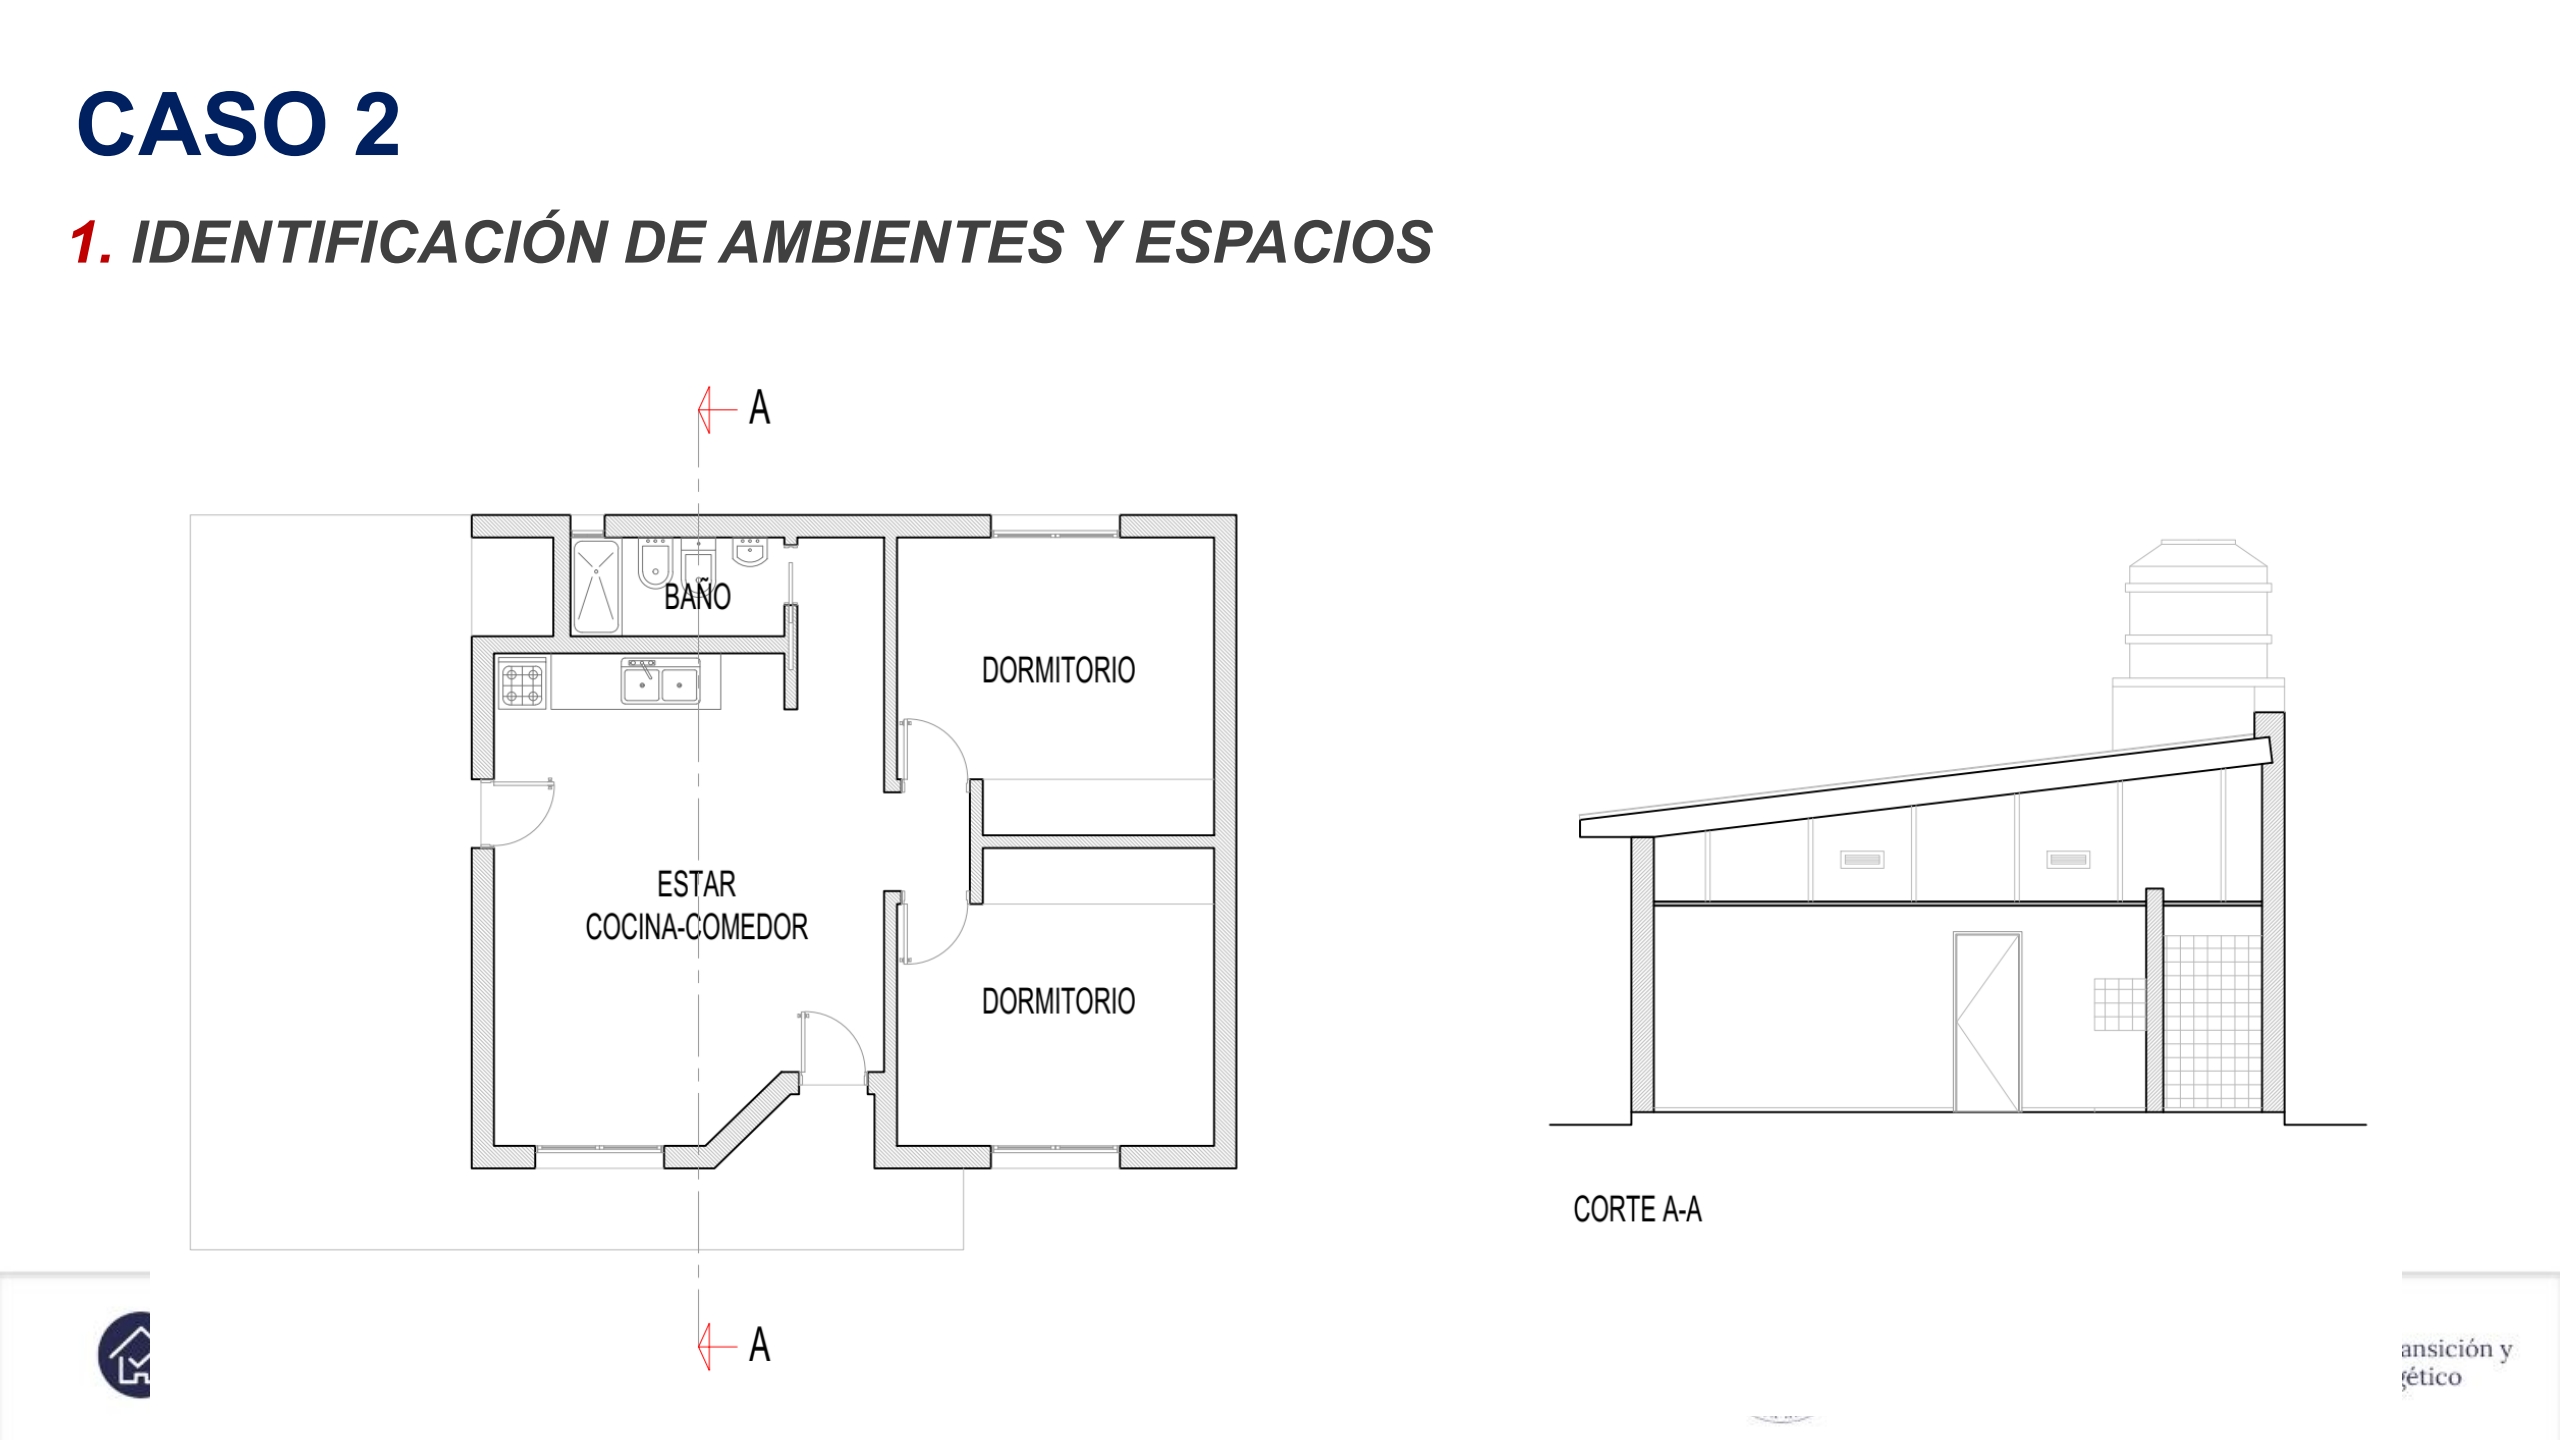 CASO 2
1. IDENTIFICACIÓN DE AMBIENTES Y ESPACIOS
A
BAÑO
DORMITORIO
ESTAR
COCINA-COMEDOR
DORMITORIO
CORTE A-A
A
ansición y
gético